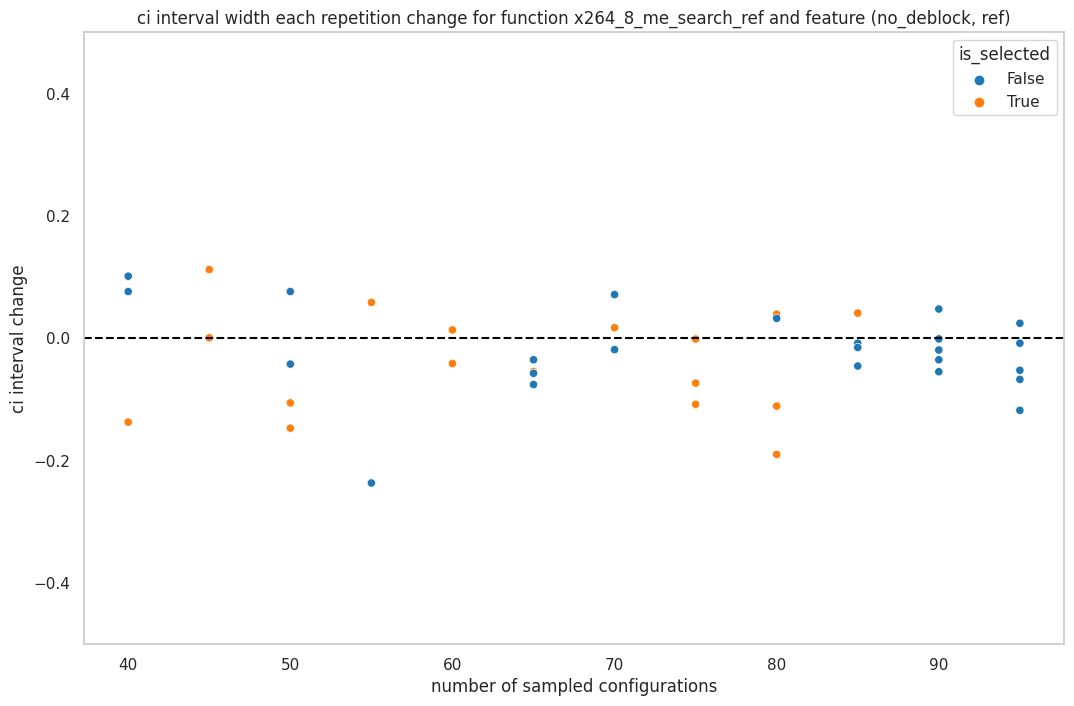 ci interval width each repetition change for function x264_8_me_search_ref and feature (no_deblock, ref)
is_selected
False
True
0.4
0.2
0.0
−0.2
−0.4
ci interval change
40 50 60 70 80 90
number of sampled configurations